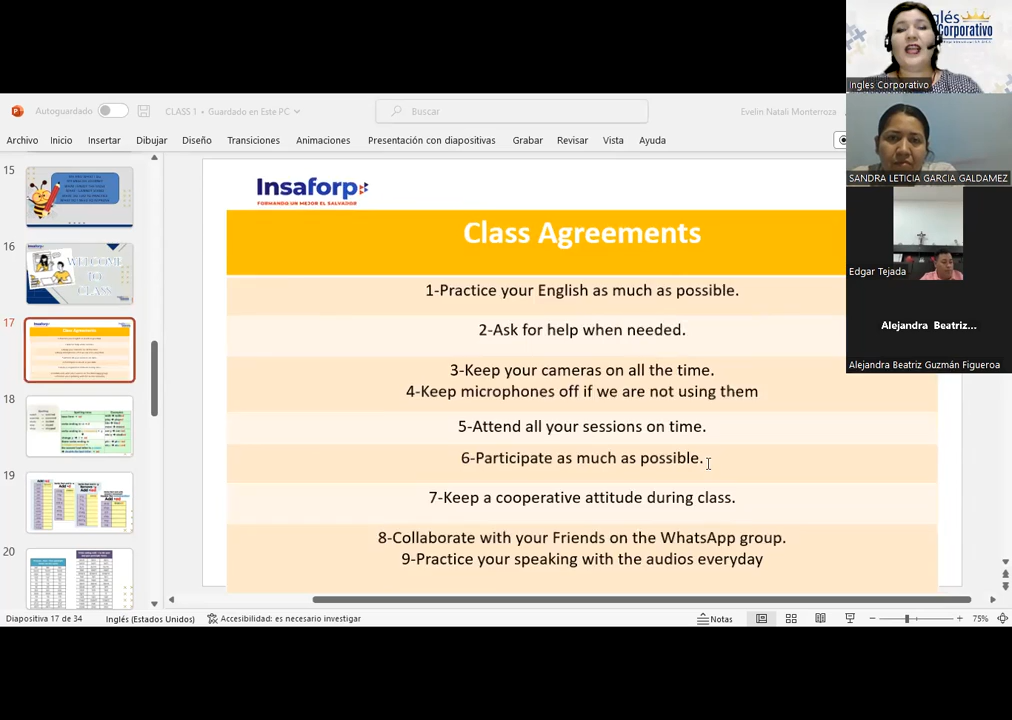 glés
Corporativo
Ingles Corporativo
Autoguardado
CLASS 1 • Guardado en Este PC
Buscar
Evelin Natali Monterroza
Archivo Inicio Insertar Dibujar Diseño Transiciones Animaciones Presentación con diapositivas Grabar Revisar Vista Ayuda
SANDRA LETICIA GARCIA GALDAMEZ
Edgar Tejada
Alejandra Beatriz...
Alejandra Beatriz Guzmán Figueroa
15
16
WELCOME
TO
CLASS
17
18
19
20
Insaforp
FORMANDO UN MEJOR EL SALVADOR
Class Agreements
1-Practice your English as much as possible.
2-Ask for help when needed.
3-Keep your cameras on all the time.
4-Keep microphones off if we are not using them
5-Attend all your sessions on time.
6-Participate as much as possible.
7-Keep a cooperative attitude during class.
8-Collaborate with your Friends on the WhatsApp group.
9-Practice your speaking with the audios everyday
Diapositiva 17 de 34 Inglés (Estados Unidos) Accesibilidad: es necesario investigar Notas 75%